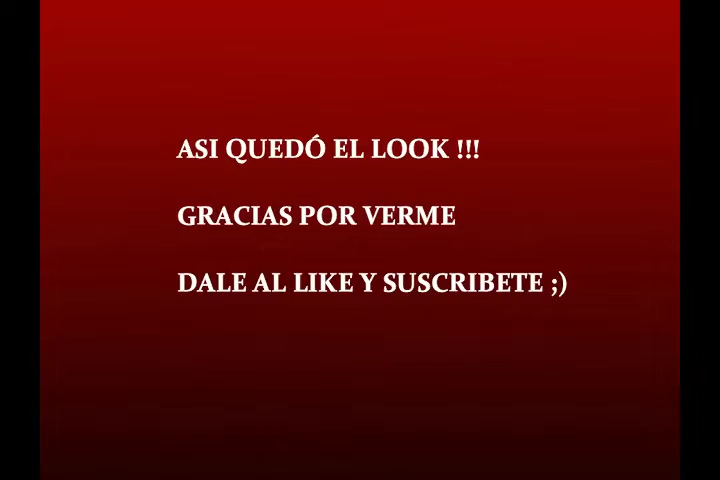 ASI QUEDÓ EL LOOK !!!
GRACIAS POR VERME
DALE AL LIKE Y SUSCRIBETE ;)